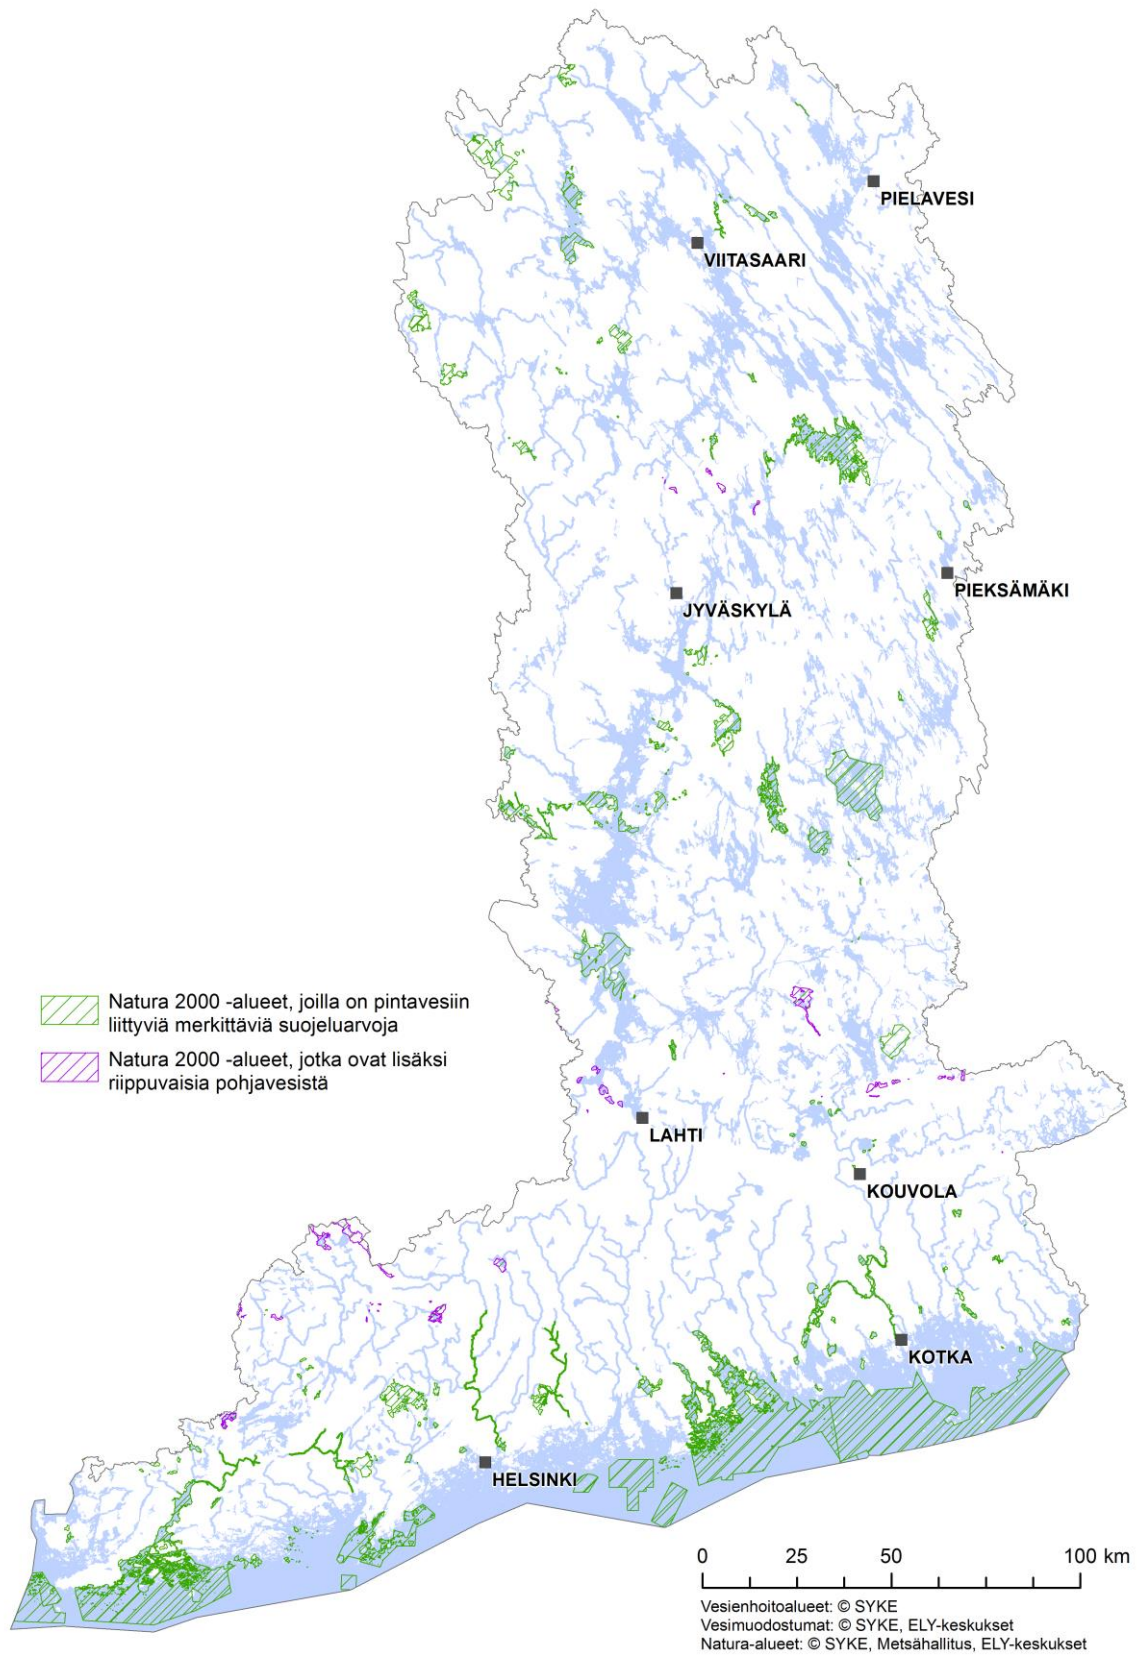 PIELAVESI
VIITASAARI
PIEKSÄMÄKI
JYVÄSKYLÄ
Natura 2000 -alueet, joilla on pintavesiin
liittyviä merkittäviä suojeluarvoja
Natura 2000 -alueet, jotka ovat lisäksi
riippuvaisia pohjavesistä
LAHTI
KOUVOLA
KOTKA
HELSINKI
0 25 50 100 km
Vesienhoitoalueet: © SYKE
Vesimuodostumat: © SYKE, ELY-keskukset
Natura-alueet: © SYKE, Metsähallitus, ELY-keskukset